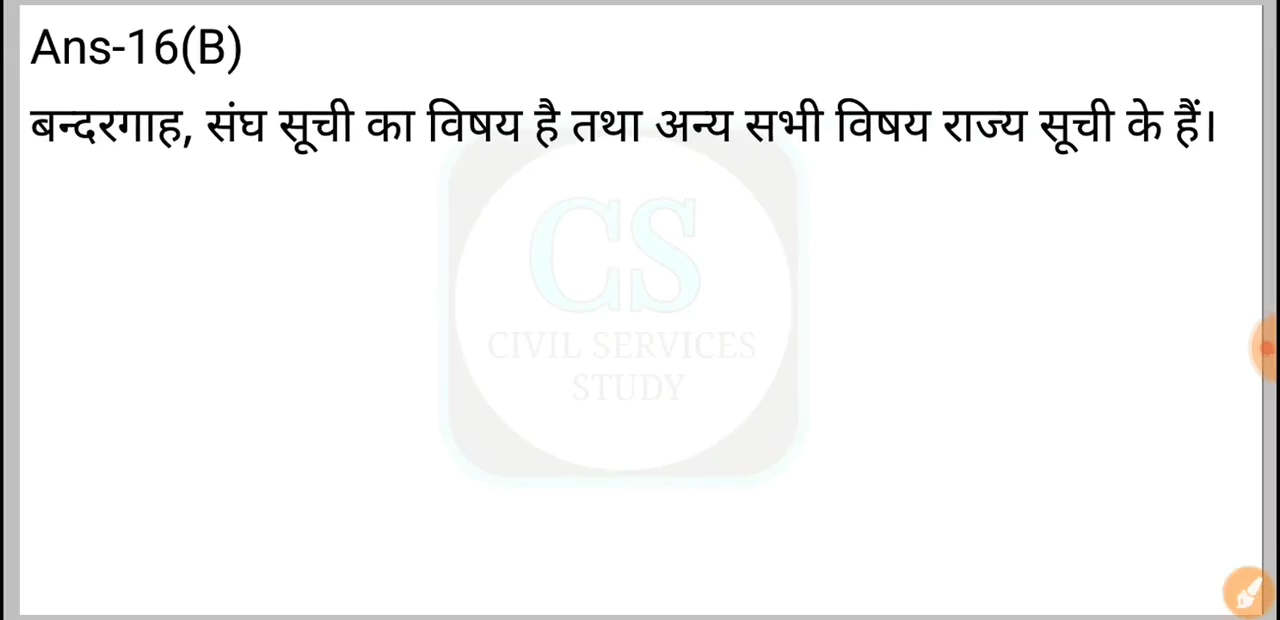 Ans-16(B)
बन्दरगाह, संघ सूची का विषय है तथा अन्य सभी विषय राज्य सूची के हैं।
CS
CIVIL SERVICES
STUDY